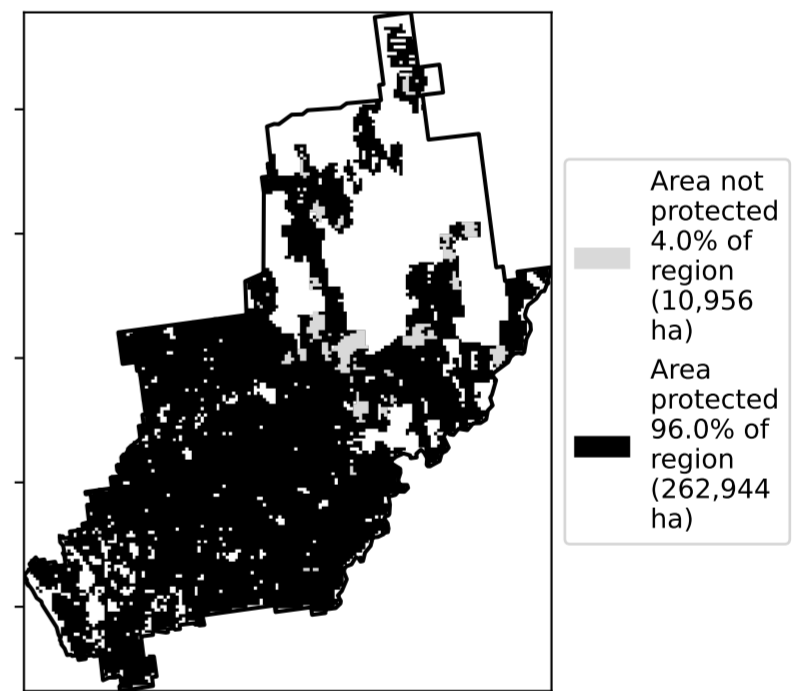 Area not
protected
4.0% of
region
(10,956
ha)
Area
protected
96.0% of
region
(262,944
ha)